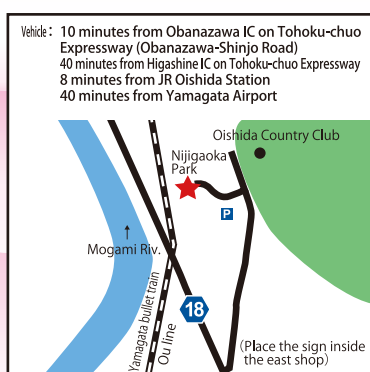 Vehicle: 10 minutes from Obanazawa IC on Tohoku-chuo
Expressway (Obanazawa-Shinjo Road)
40 minutes from Higashine IC on Tohoku-chuo Expressway
8 minutes from JR Oishida Station
40 minutes from Yamagata Airport
Oishida Country Club
Nijigaoka
Park
P
↑
Mogami Riv.
18
Yamagata bullet train
Ou line
(Place the sign inside
the east shop)